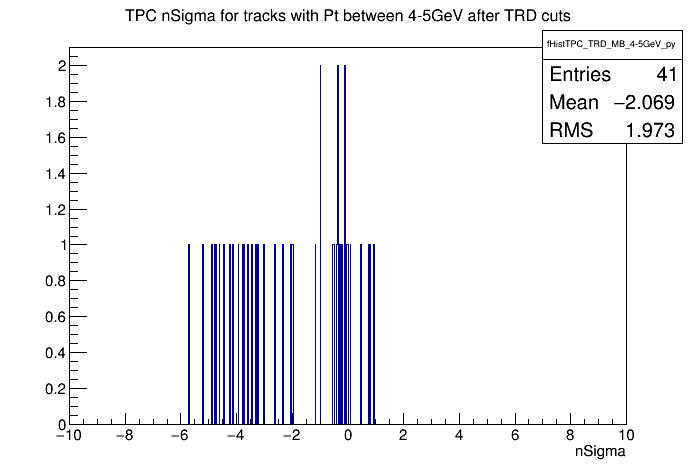 TPC nSigma for tracks with Pt between 4-5GeV after TRD cuts
fHistTPC_TRD_MB_4-5GeV_py
Entries 41
Mean −2.069
RMS 1.973
2
1.8
1.6
1.4
1.2
1
0.8
0.6
0.4
0.2
0
−10 −8 −6 −4 −2 0 2 4 6 8 10
nSigma